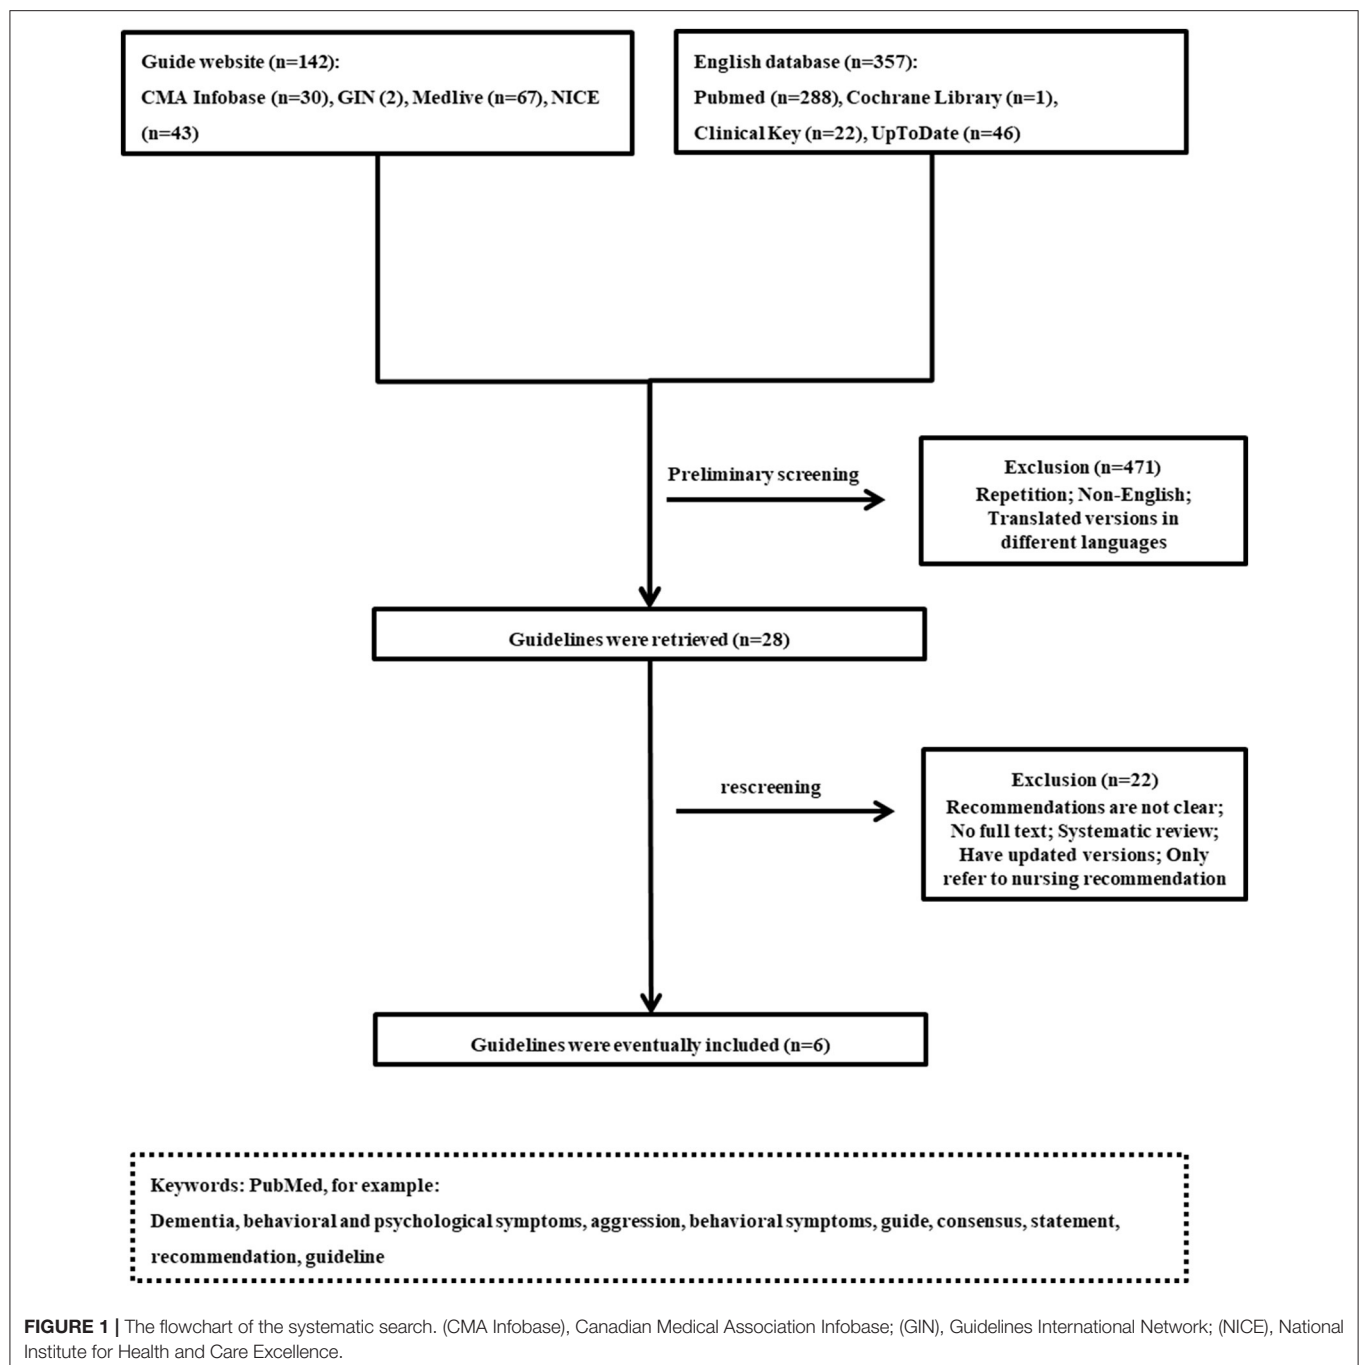 Guide website (n=142):
CMA Infobase (n=30), GIN (2), Medlive (n=67), NICE
(n=43)
English database (n=357):
Pubmed (n=288), Cochrane Library (n=1),
Clinical Key (n=22), UpToDate (n=46)
Preliminary screening
Exclusion (n=471)
Repetition; Non-English;
Translated versions in
different languages
Guidelines were retrieved (n=28)
rescreening
Exclusion (n=22)
Recommendations are not clear;
No full text; Systematic review;
Have updated versions; Only
refer to nursing recommendation
Guidelines were eventually included (n=6)
Keywords: PubMed, for example:
Dementia, behavioral and psychological symptoms, aggression, behavioral symptoms, guide, consensus, statement,
recommendation, guideline
FIGURE 1 | The flowchart of the systematic search. (CMA Infobase), Canadian Medical Association Infobase; (GIN), Guidelines International Network; (NICE), National
Institute for Health and Care Excellence.